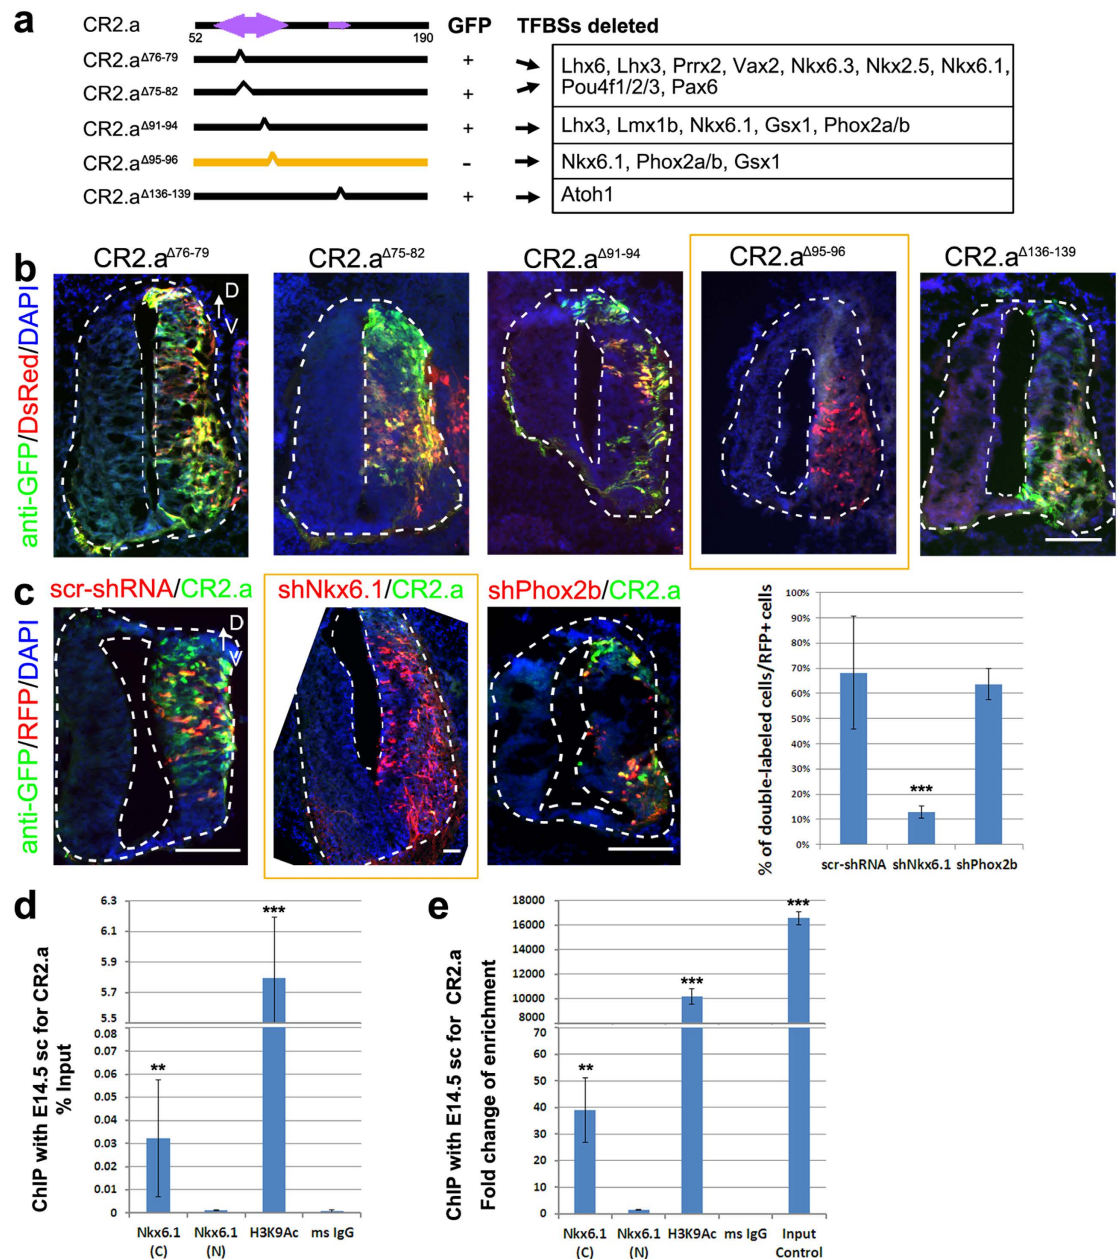 a
CR2.a
GFP
TFBSs deleted
52
190
CR2.aΔ76-79
+
Lhx6, Lhx3, Prrx2, Vax2, Nkx6.3, Nkx2.5, Nkx6.1,
Pou4f1/2/3, Pax6
CR2.aΔ75-82
+
CR2.aΔ91-94
+
Lhx3, Lmx1b, Nkx6.1, Gsx1, Phox2a/b
CR2.aΔ95-96
-
Nkx6.1, Phox2a/b, Gsx1
CR2.aΔ136-139
+
Atoh1
b
CR2.aΔ76-79
CR2.aΔ75-82
CR2.aΔ91-94
CR2.aΔ95-96
CR2.aΔ136-139
anti-GFP/DsRed/DAPI
D
V
c
scr-shRNA/CR2.a
shNkx6.1/CR2.a
shPhox2b/CR2.a
anti-GFP/RFP/DAPI
D
V
% of double-labeled cells/RFP+ cells
100%
90%
80%
70%
60%
50%
40%
30%
20%
10%
0%
***
scr-shRNA
shNkx6.1
shPhox2b
d
ChIP with E14.5 sc for CR2.a
% Input
6.3
6.1
5.9
5.7
5.5
0.08
0.07
0.06
0.05
0.04
0.03
0.02
0.01
0
**
***
Nkx6.1
(C)
Nkx6.1
(N)
H3K9Ac
ms IgG
e
ChIP with E14.5 sc for CR2.a
Fold change of enrichment
18000
16000
14000
12000
10000
8000
70
60
50
40
30
20
10
0
**
***
***
Nkx6.1
(C)
Nkx6.1
(N)
H3K9Ac
ms IgG
Input
Control